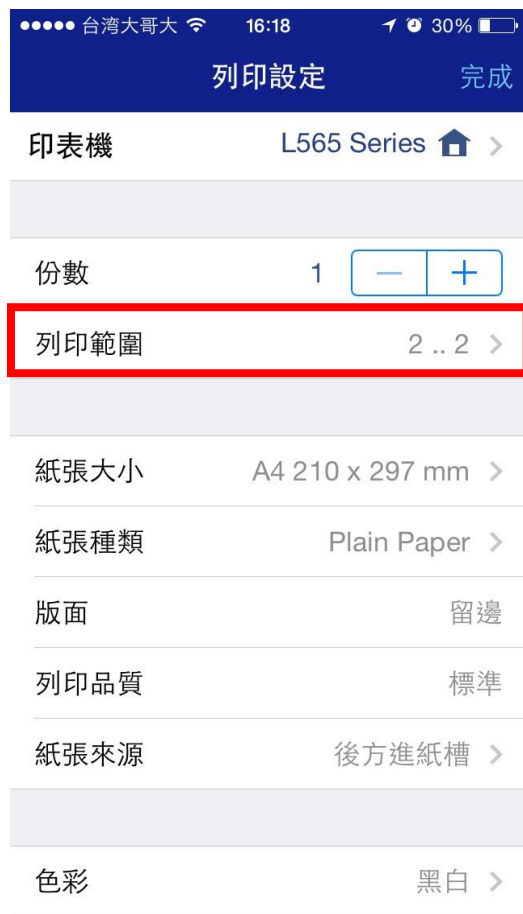 ●●●●● 台湾大哥大 16:18 30%
列印設定 完成
印表機 L565 Series >
份數 1 − +
列印範圍 2 .. 2 >
紙張大小 A4 210 x 297 mm >
紙張種類 Plain Paper >
版面 留邊
列印品質 標準
紙張來源 後方進紙槽 >
色彩 黑白 >